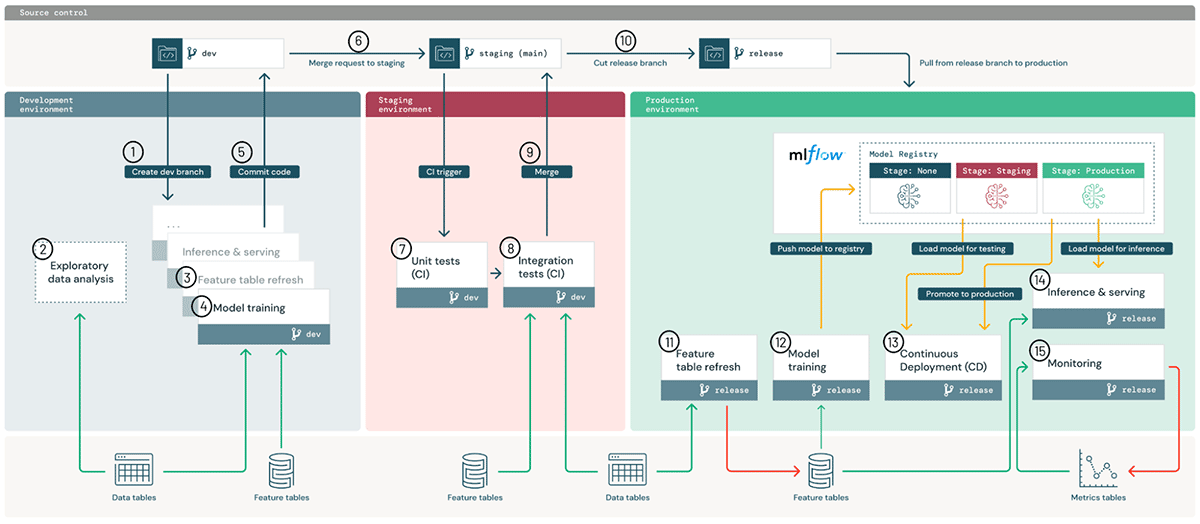 Source control
6
10
dev
staging (main)
release
Merge request to staging
Cut release branch
Pull from release branch to production
Development
environment
Staging
environment
Production
environment
1
Create dev branch
5
Commit code
2
Exploratory
data analysis
...
Inference & serving
3
Feature table refresh
4
Model training
dev
CI trigger
9
Merge
7
Unit tests
(CI)
dev
8
Integration
tests (CI)
dev
mlflow
Model Registry
Stage: None
Stage: Staging
Stage: Production
Push model to registry
Load model for testing
Load model for inference
Promote to production
14
Inference & serving
release
11
Feature
table refresh
release
12
Model
training
release
13
Continuous
Deployment (CD)
release
15
Monitoring
release
Data tables
Feature tables
Feature tables
Data tables
Feature tables
Metrics tables